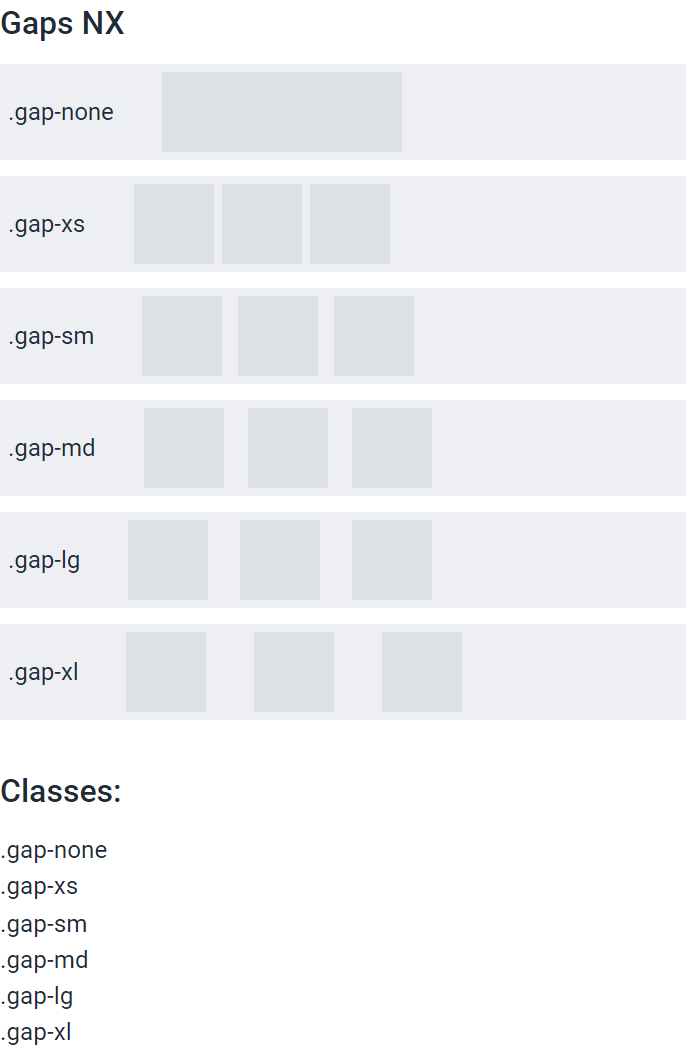 Gaps NX
.gap-none
.gap-xs
.gap-sm
.gap-md
.gap-lg
.gap-xl
Classes:
.gap-none
.gap-xs
.gap-sm
.gap-md
.gap-lg
.gap-xl